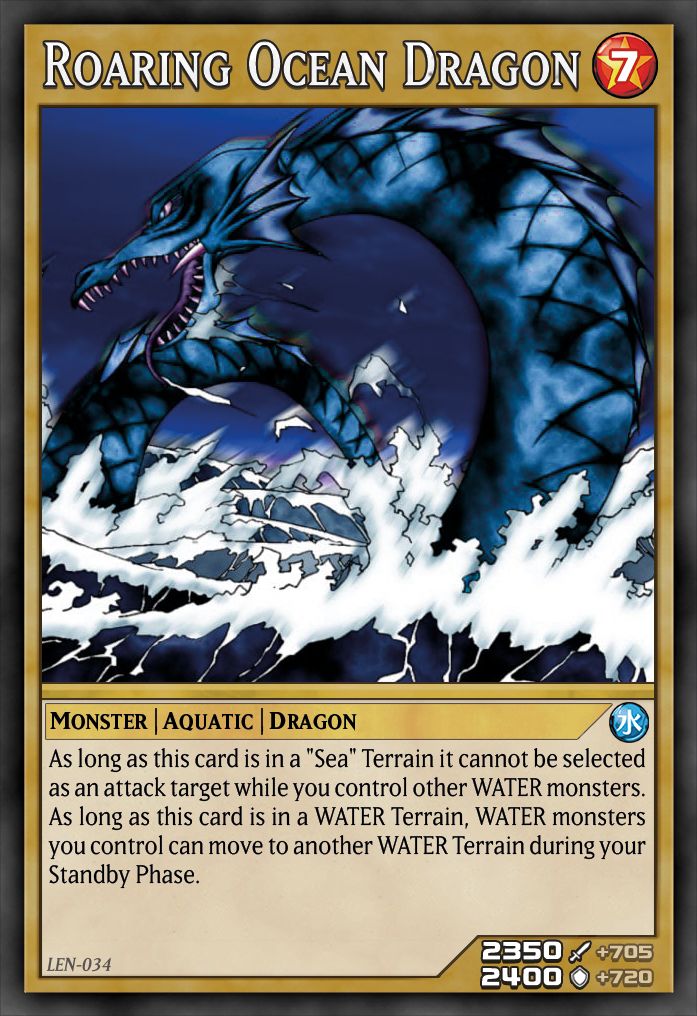 ROARING OCEAN DRAGON 7
MONSTER | AQUATIC | DRAGON 水
As long as this card is in a "Sea" Terrain it cannot be selected
as an attack target while you control other WATER monsters.
As long as this card is in a WATER Terrain, WATER monsters
you control can move to another WATER Terrain during your
Standby Phase.
2350 +705
LEN-034
2400 +720